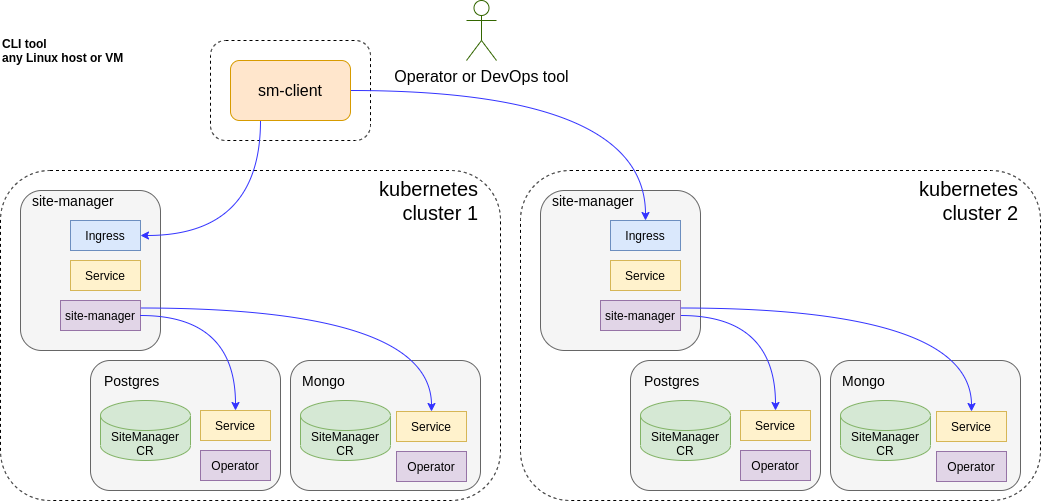 CLI tool
any Linux host or VM
Operator or DevOps tool
sm-client
kubernetes
cluster 1
site-manager
Ingress
Service
site-manager
Postgres
SiteManager
CR
Service
Operator
Mongo
SiteManager
CR
Service
Operator
kubernetes
cluster 2
site-manager
Ingress
Service
site-manager
Postgres
SiteManager
CR
Service
Operator
Mongo
SiteManager
CR
Service
Operator